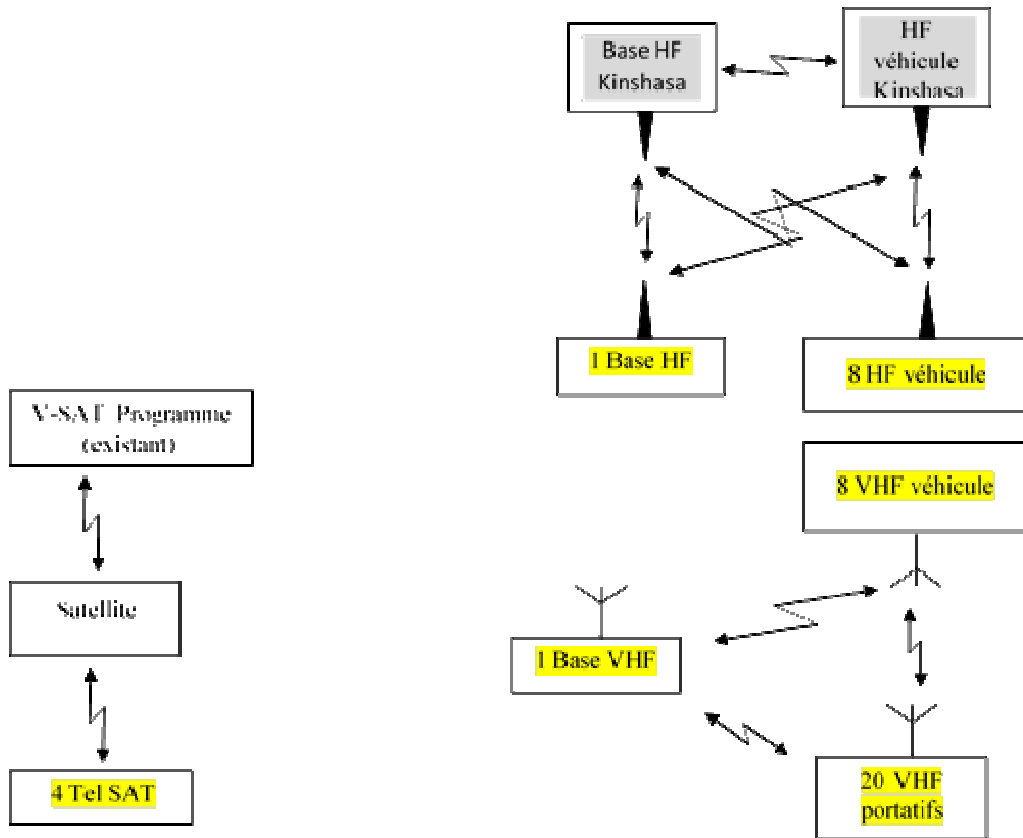 Base HF
Kinshasa
HF
véhicule
Kinshasa
1 Base HF
8 HF véhicule
V-SAT Programme
(existant)
8 VHF véhicule
Satellite
1 Base VHF
4 Tel SAT
20 VHF
portatifs